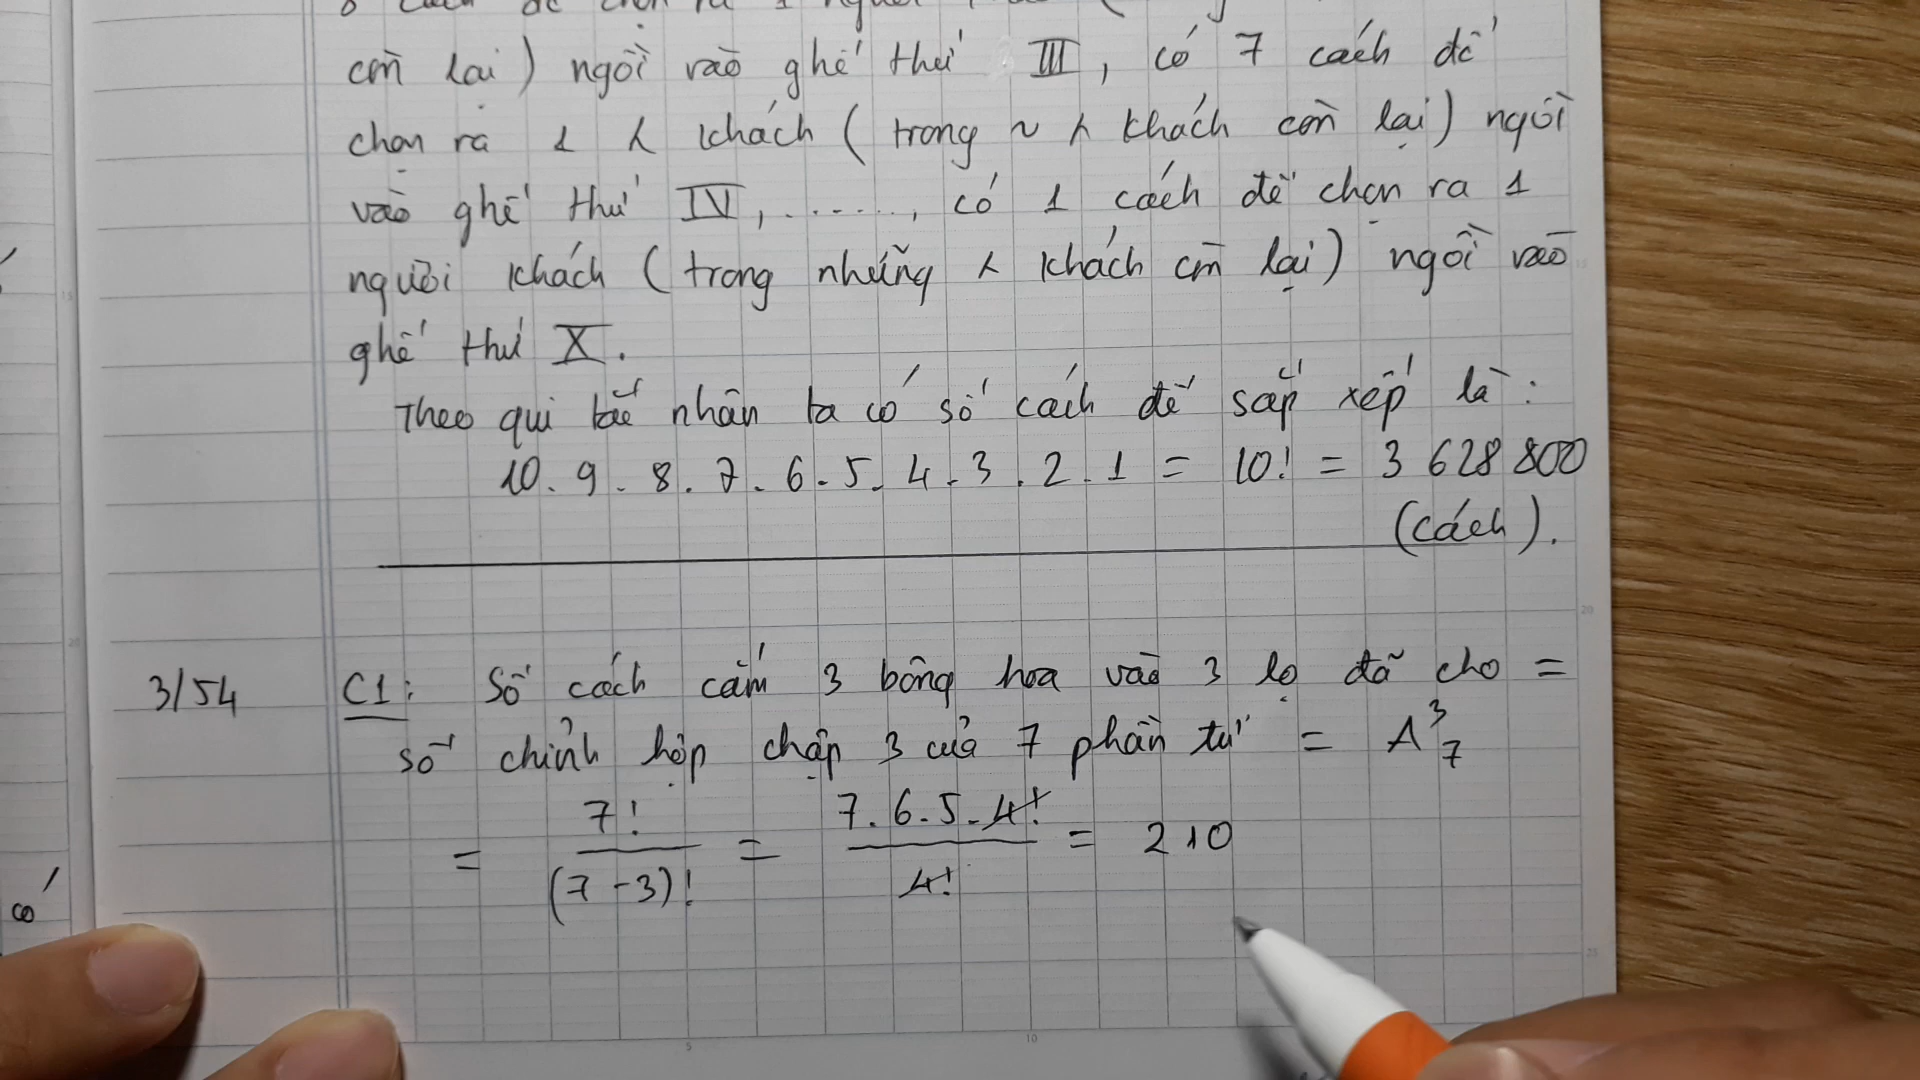 còn lại) ngồi vào ghế thứ III, có 7 cách để
chọn ra 1 λ khách (trong ~ λ khách còn lại) ngồi
vào ghế thứ IV, ......., có 1 cách để chọn ra 1
người khách (trong những λ khách còn lại) ngồi vào
ghế thứ X.
Theo qui tắc nhân ta có số cách để sắp xếp là:
10.9.8.7.6.5.4.3.2.1 = 10! = 3 628 800
(cách).
3/54 C1: Số cách cắm 3 bông hoa vào 3 lọ đã cho =
số chỉnh hợp chập 3 của 7 phần tử = A³₇
= 7!/(7-3)! = 7.6.5.4!/4! = 210
có